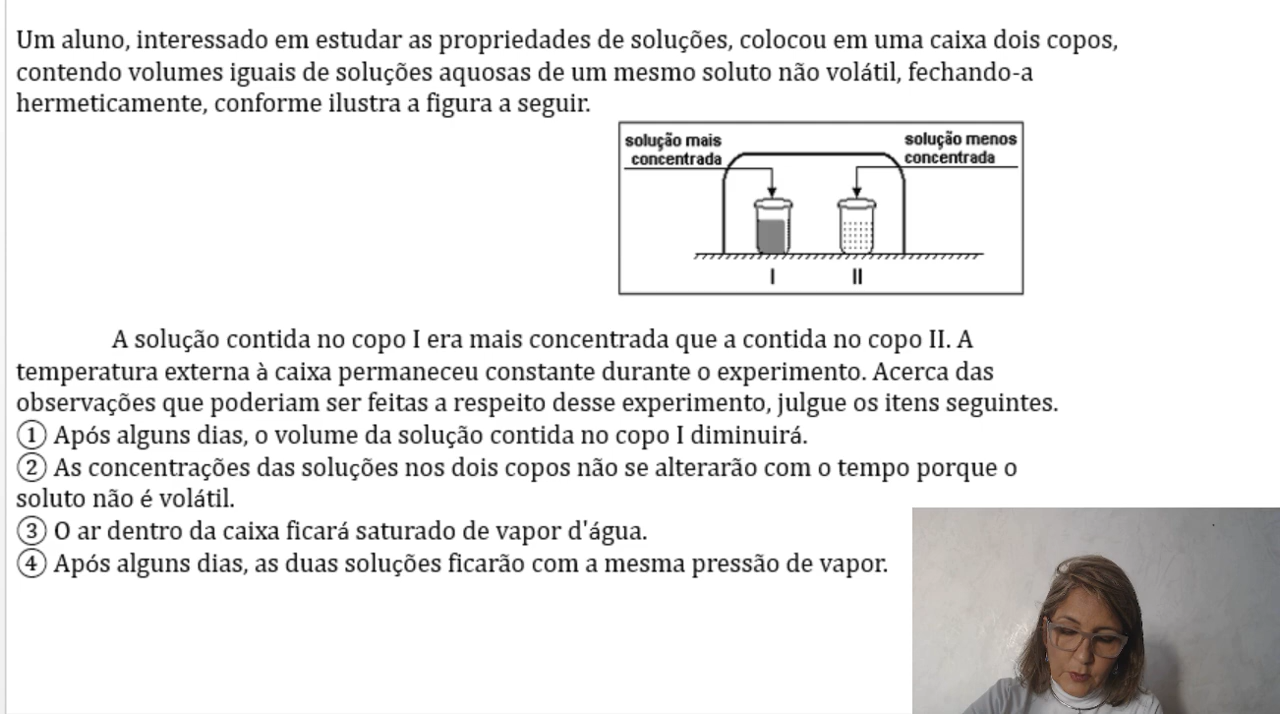 Um aluno, interessado em estudar as propriedades de soluções, colocou em uma caixa dois copos,
contendo volumes iguais de soluções aquosas de um mesmo soluto não volátil, fechando-a
hermeticamente, conforme ilustra a figura a seguir.
solução mais
concentrada
solução menos
concentrada
I
II
A solução contida no copo I era mais concentrada que a contida no copo II. A
temperatura externa à caixa permaneceu constante durante o experimento. Acerca das
observações que poderiam ser feitas a respeito desse experimento, julgue os itens seguintes.
① Após alguns dias, o volume da solução contida no copo I diminuirá.
② As concentrações das soluções nos dois copos não se alterarão com o tempo porque o
soluto não é volátil.
③ O ar dentro da caixa ficará saturado de vapor d'água.
④ Após alguns dias, as duas soluções ficarão com a mesma pressão de vapor.